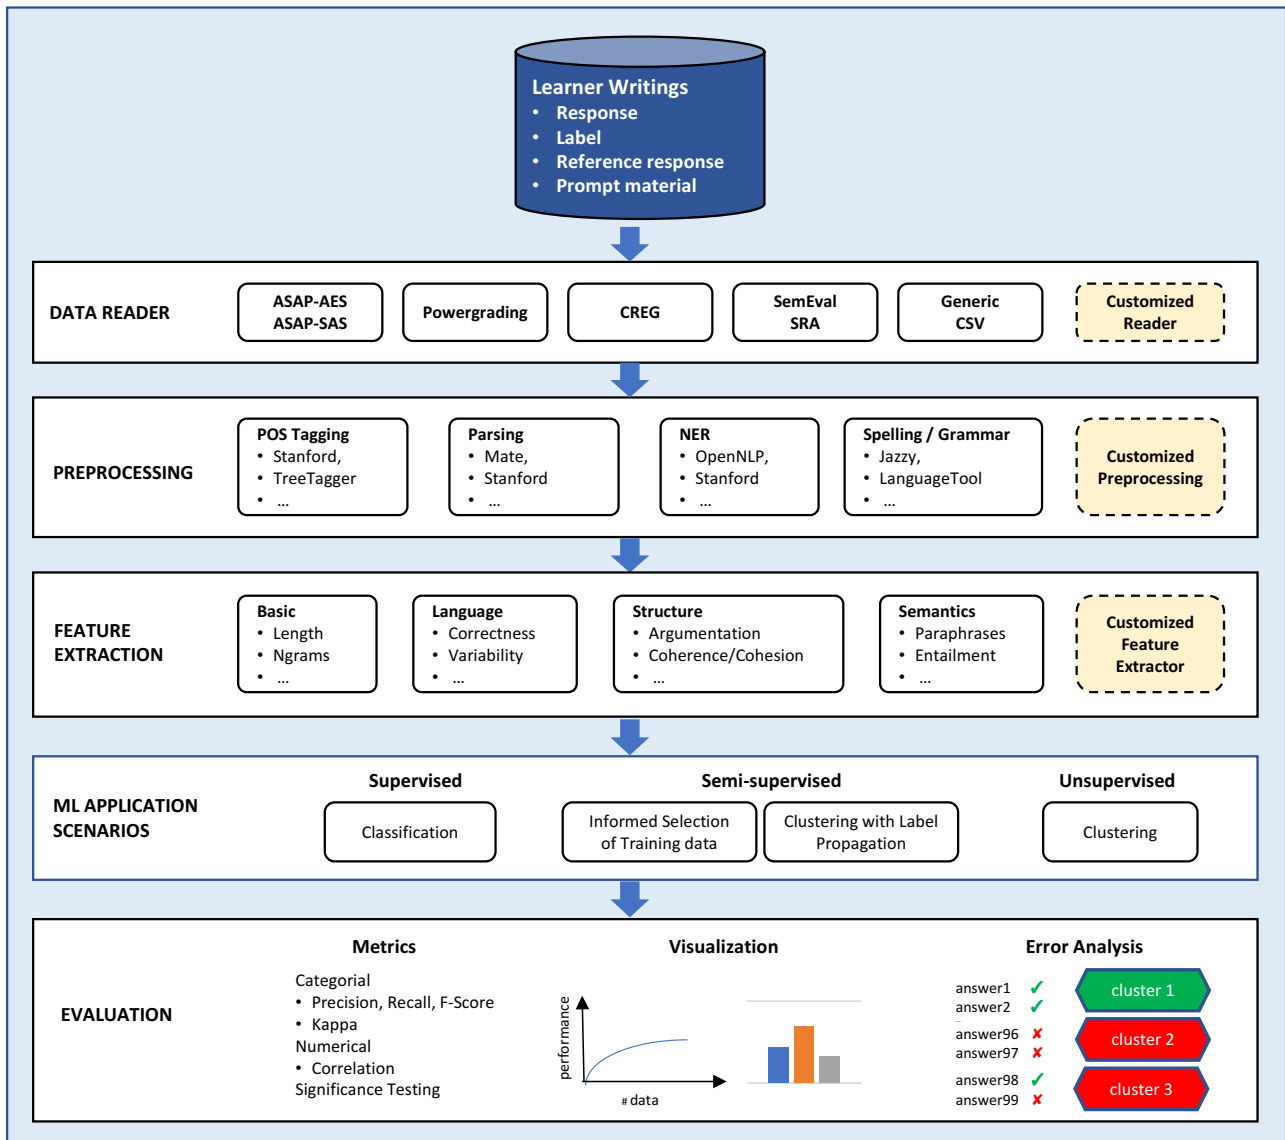 Learner Writings
• Response
• Label
• Reference response
• Prompt material
DATA READER
ASAP-AES
ASAP-SAS
Powergrading
CREG
SemEval
SRA
Generic
CSV
Customized
Reader
PREPROCESSING
POS Tagging
• Stanford,
• TreeTagger
• ...
Parsing
• Mate,
• Stanford
• ...
NER
• OpenNLP,
• Stanford
• ...
Spelling / Grammar
• Jazzy,
• LanguageTool
• ...
Customized
Preprocessing
FEATURE
EXTRACTION
Basic
• Length
• Ngrams
• ...
Language
• Correctness
• Variability
• ...
Structure
• Argumentation
• Coherence/Cohesion
• ...
Semantics
• Paraphrases
• Entailment
• ...
Customized
Feature
Extractor
ML APPLICATION
SCENARIOS
Supervised
Classification
Semi-supervised
Informed Selection
of Training data
Clustering with Label
Propagation
Unsupervised
Clustering
EVALUATION
Metrics
Categorial
• Precision, Recall, F-Score
• Kappa
Numerical
• Correlation
Significance Testing
Visualization
performance
# data
Error Analysis
answer1 ✓
answer2 ✓
...
answer96 ✘
answer97 ✘
answer98 ✓
answer99 ✘
cluster 1
cluster 2
cluster 3